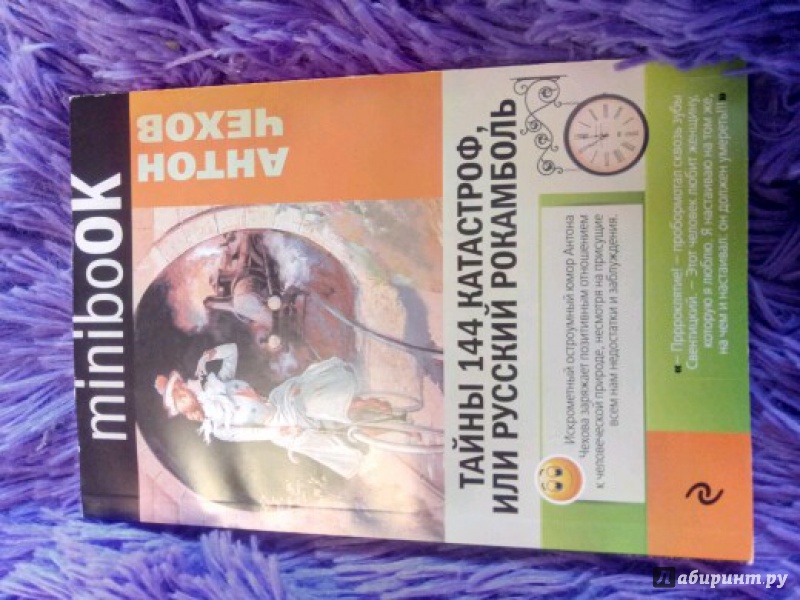 minibooK
АНТОН
ЧЕХОВ
ТАЙНЫ 144 КАТАСТРОФ,
ИЛИ РУССКИЙ РОКАМБОЛЬ
Искрометный остроумный юмор Антона
Чехова заряжает позитивным отношением
к человеческой природе, несмотря на присущие
всем нам недостатки и заблуждения.
« – Пррроклятие! – пробормотал сквозь зубы
Свенцицкий. – Этот человек любит женщину,
которую я люблю. Я настаиваю на том же,
на чем и настаивал: он должен умереть!!! »
Лабиринт.ру